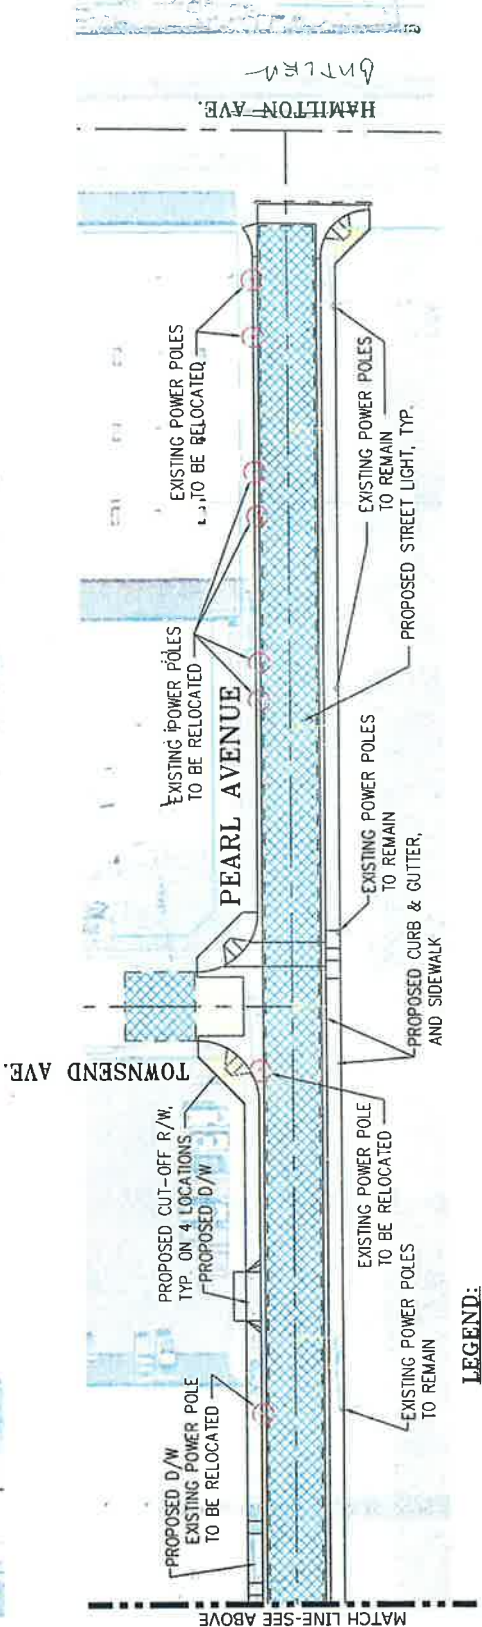 BUTLER
HAMILTON AVE.
EXISTING POWER POLES
TO BE RELOCATED
EXISTING POWER POLES
TO REMAIN
PROPOSED STREET LIGHT, TYP.
EXISTING POWER POLES
TO BE RELOCATED
PEARL AVENUE
EXISTING POWER POLES
TO REMAIN
PROPOSED CURB & GUTTER,
AND SIDEWALK
TOWNSEND AVE.
PROPOSED CUT-OFF R/W,
TYP. ON 4 LOCATIONS
PROPOSED D/W
EXISTING POWER POLE
TO BE RELOCATED
EXISTING POWER POLES
TO REMAIN
PROPOSED D/W
EXISTING POWER POLE
TO BE RELOCATED
LEGEND:
MATCH LINE-SEE ABOVE